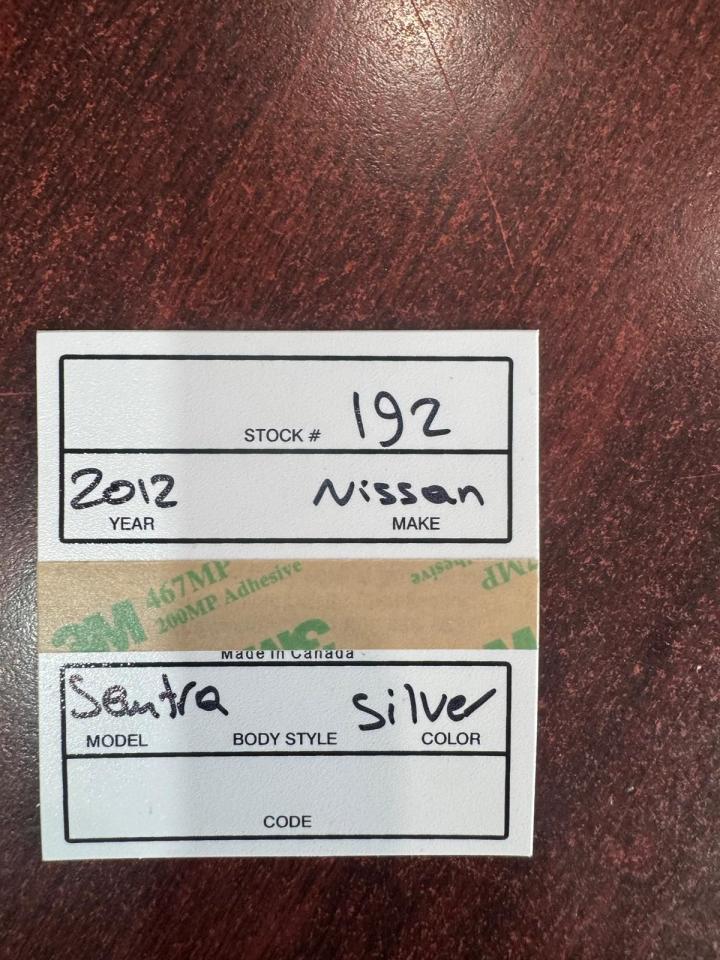 STOCK # 192
2012 Nissan
YEAR MAKE
3M 467MP
200MP Adhesive
Made in Canada
Sentra Silver
MODEL BODY STYLE COLOR
CODE